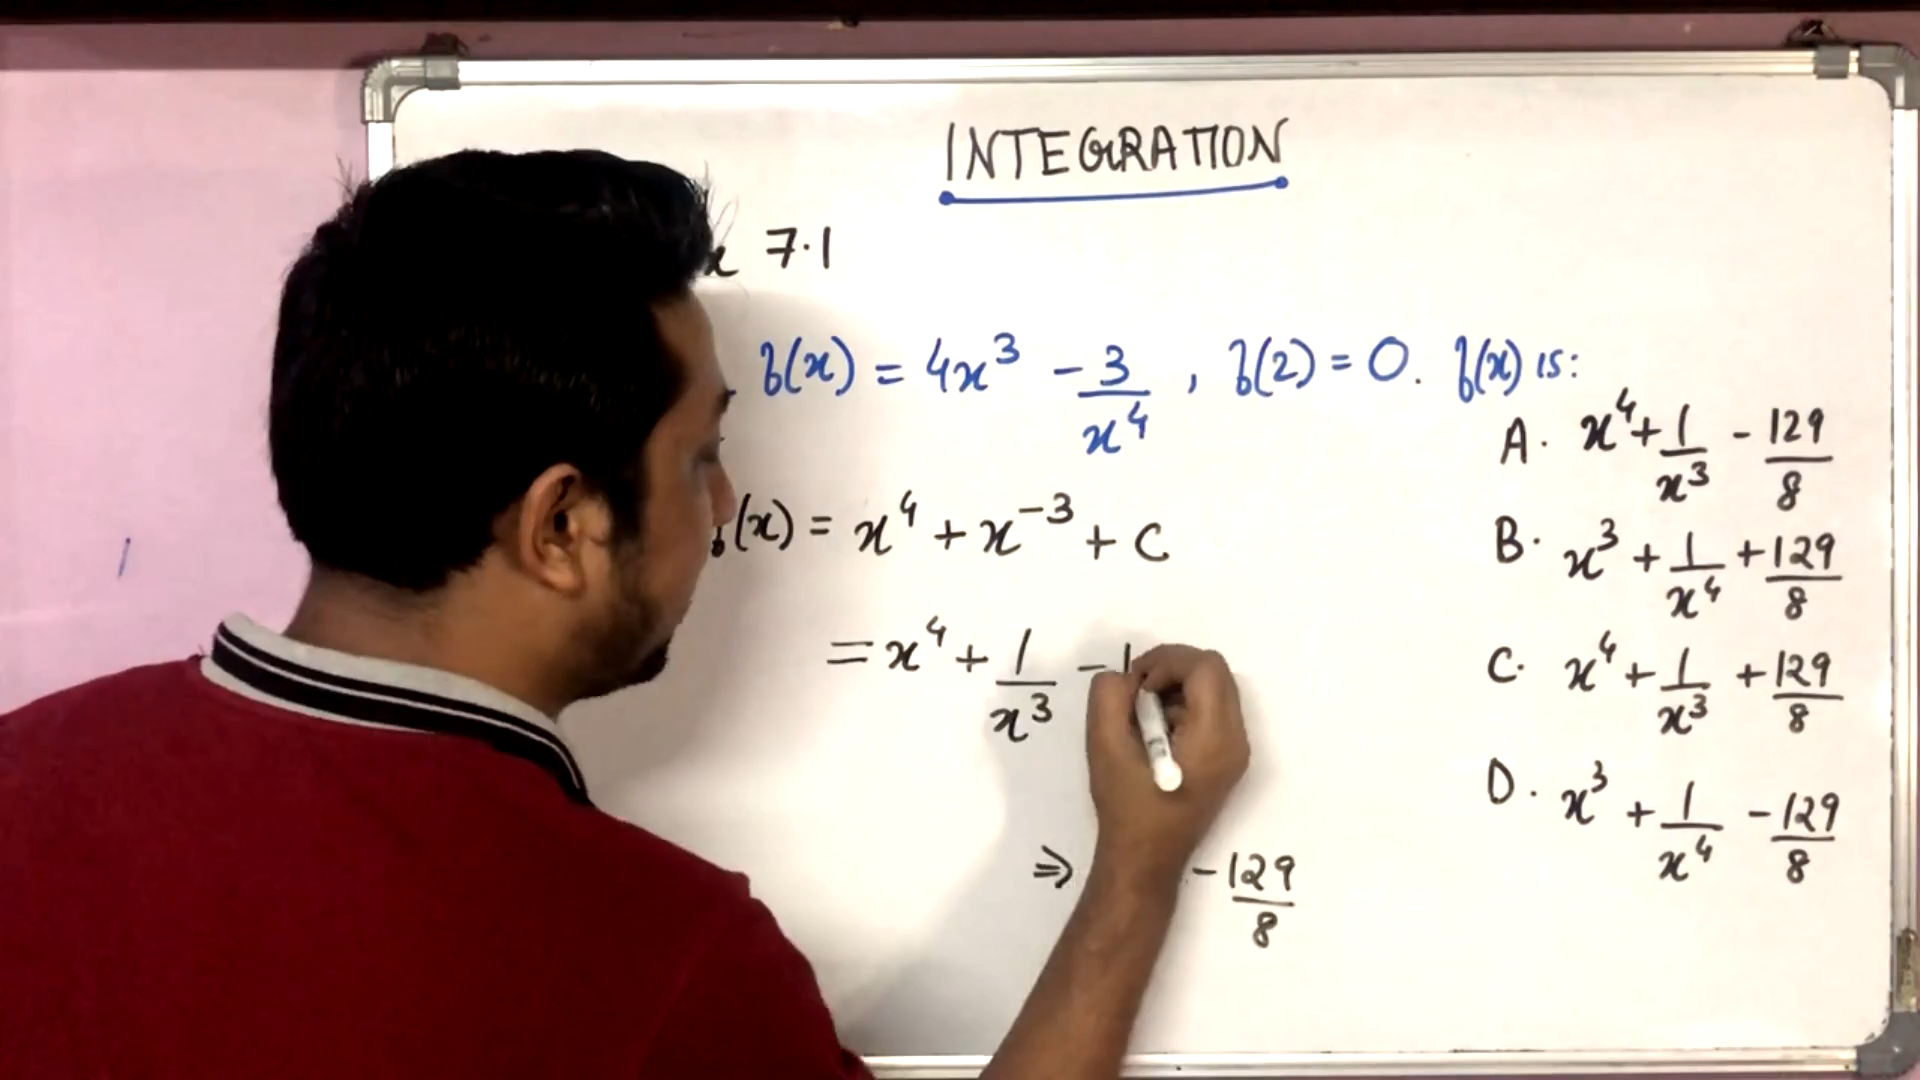 INTEGRATION
7.1
f(x) = 4x³ - 3/x⁴ , f(2) = 0. f(x) is:
A. x⁴ + 1/x³ - 129/8
B. x³ + 1/x⁴ + 129/8
C. x⁴ + 1/x³ + 129/8
D. x³ + 1/x⁴ - 129/8
f(x) = x⁴ + x⁻³ + C
= x⁴ + 1/x³ - 1
⇒ -129/8